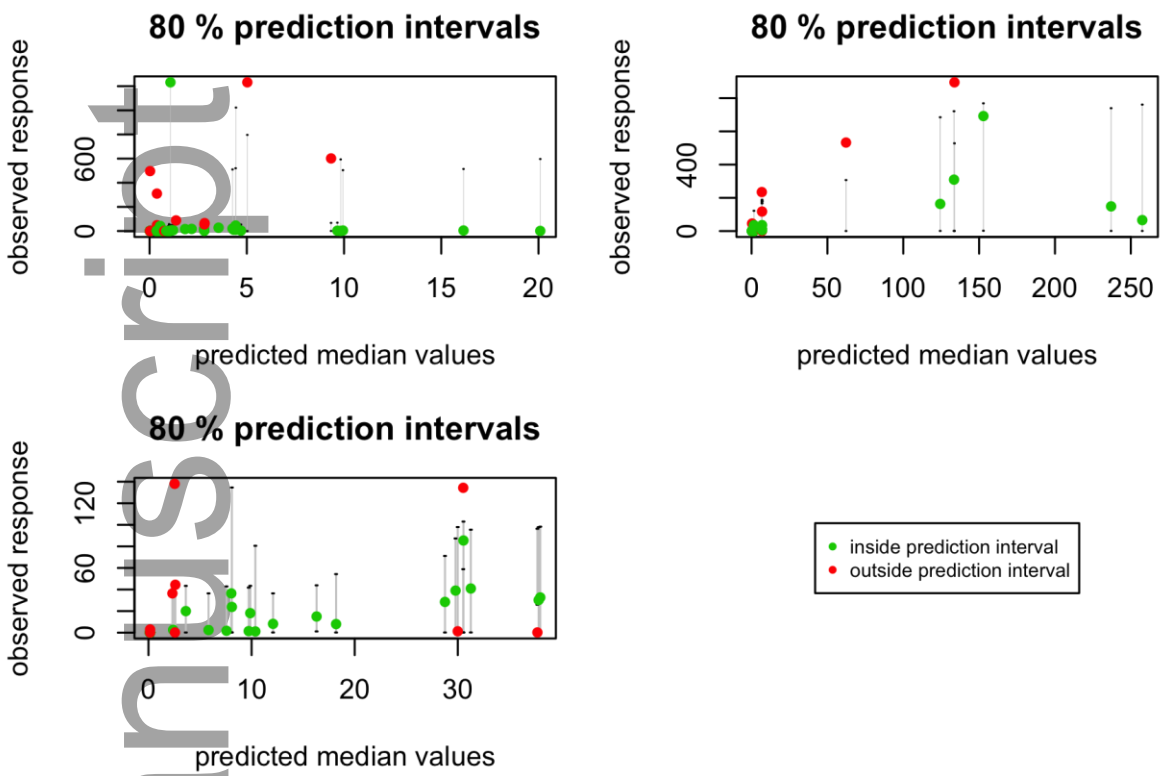 80 % prediction intervals
observed response
600
0
0 5 10 15 20
predicted median values
80 % prediction intervals
observed response
400
0
0 50 100 150 200 250
predicted median values
80 % prediction intervals
observed response
120
60
0
0 10 20 30
predicted median values
inside prediction interval
outside prediction interval
nuscript